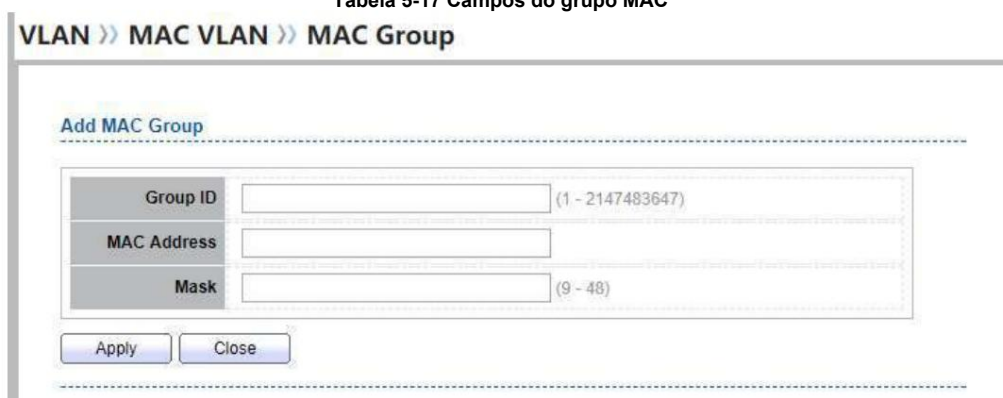 Tabela 5-17 Campos do grupo MAC
VLAN 》 MAC VLAN 》 MAC Group
Add MAC Group
Group ID (1 - 2147483647)
MAC Address
Mask (9 - 48)
Apply Close